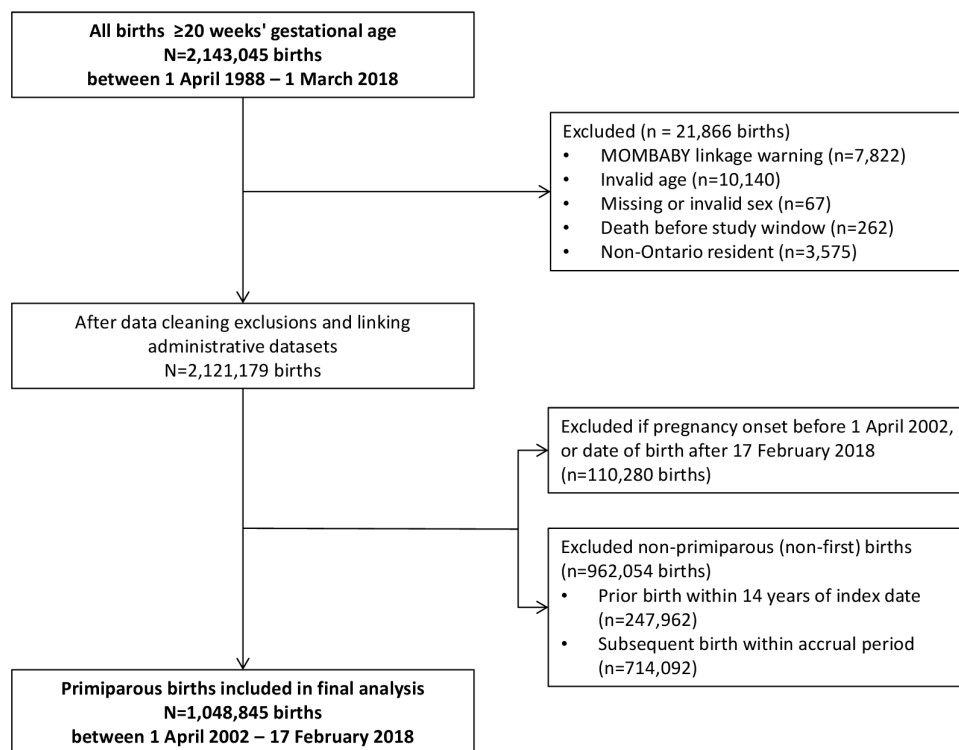 All births ≥20 weeks' gestational age
N=2,143,045 births
between 1 April 1988 – 1 March 2018
Excluded (n = 21,866 births)
• MOMBABY linkage warning (n=7,822)
• Invalid age (n=10,140)
• Missing or invalid sex (n=67)
• Death before study window (n=262)
• Non-Ontario resident (n=3,575)
After data cleaning exclusions and linking
administrative datasets
N=2,121,179 births
Excluded if pregnancy onset before 1 April 2002,
or date of birth after 17 February 2018
(n=110,280 births)
Excluded non-primiparous (non-first) births
(n=962,054 births)
• Prior birth within 14 years of index date
(n=247,962)
• Subsequent birth within accrual period
(n=714,092)
Primiparous births included in final analysis
N=1,048,845 births
between 1 April 2002 – 17 February 2018